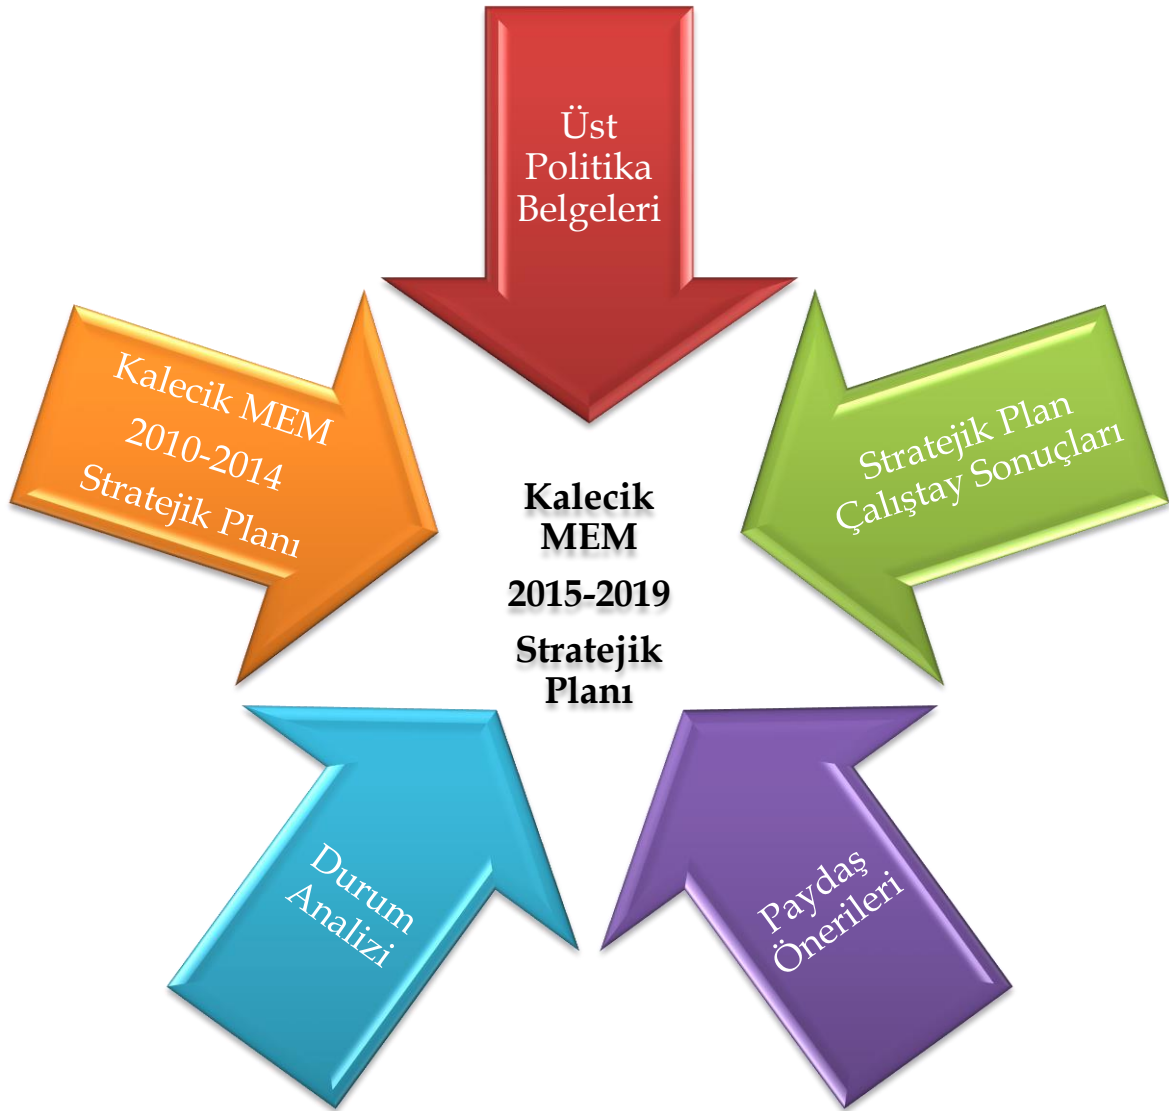 Üst
Politika
Belgeleri
Kalecik MEM
2010-2014
Stratejik Planı
Stratejik Plan
Çalıştay Sonuçları
Kalecik
MEM
2015-2019
Stratejik
Planı
Durum
Analizi
Paydaş
Önerileri